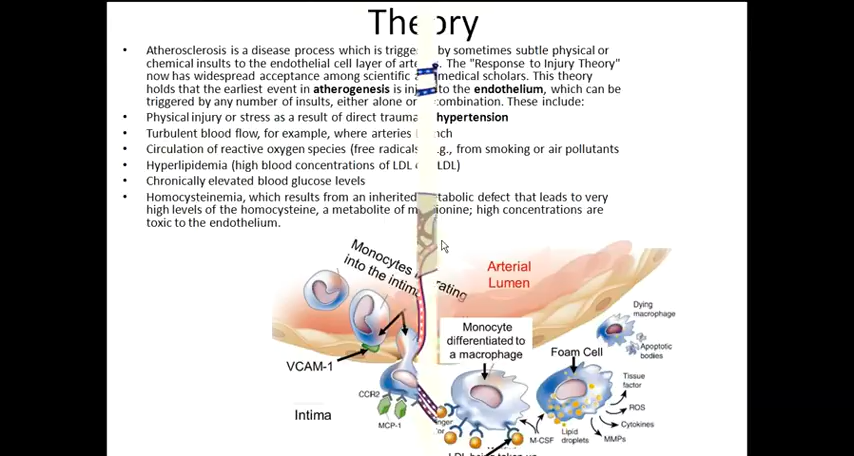 Theory
Atherosclerosis is a disease process which is trigge by sometimes subtle physical or
chemical insults to the endothelial cell layer of arte . The "Response to Injury Theory"
now has widespread acceptance among scientific medical scholars. This theory
holds that the earliest event in atherogenesis is inj to the endothelium, which can be
triggered by any number of insults, either alone or ombination. These include:
Physical injury or stress as a result of direct trauma hypertension
Turbulent blood flow, for example, where arteries nch
Circulation of reactive oxygen species (free radicals .g., from smoking or air pollutants
Hyperlipidemia (high blood concentrations of LDL LDL)
Chronically elevated blood glucose levels
Homocysteinemia, which results from an inherited tabolic defect that leads to very
high levels of the homocysteine, a metabolite of m ionine; high concentrations are
toxic to the endothelium.
Monocytes rating
into the intima
Arterial
Lumen
Dying
macrophage
Apoptotic
bodies
Monocyte
differentiated to
a macrophage
Foam Cell
VCAM-1
Tissue
factor
CCR2
ROS
Intima
MCP-1
Cytokines
M-CSF
Lipid
droplets
MMPs